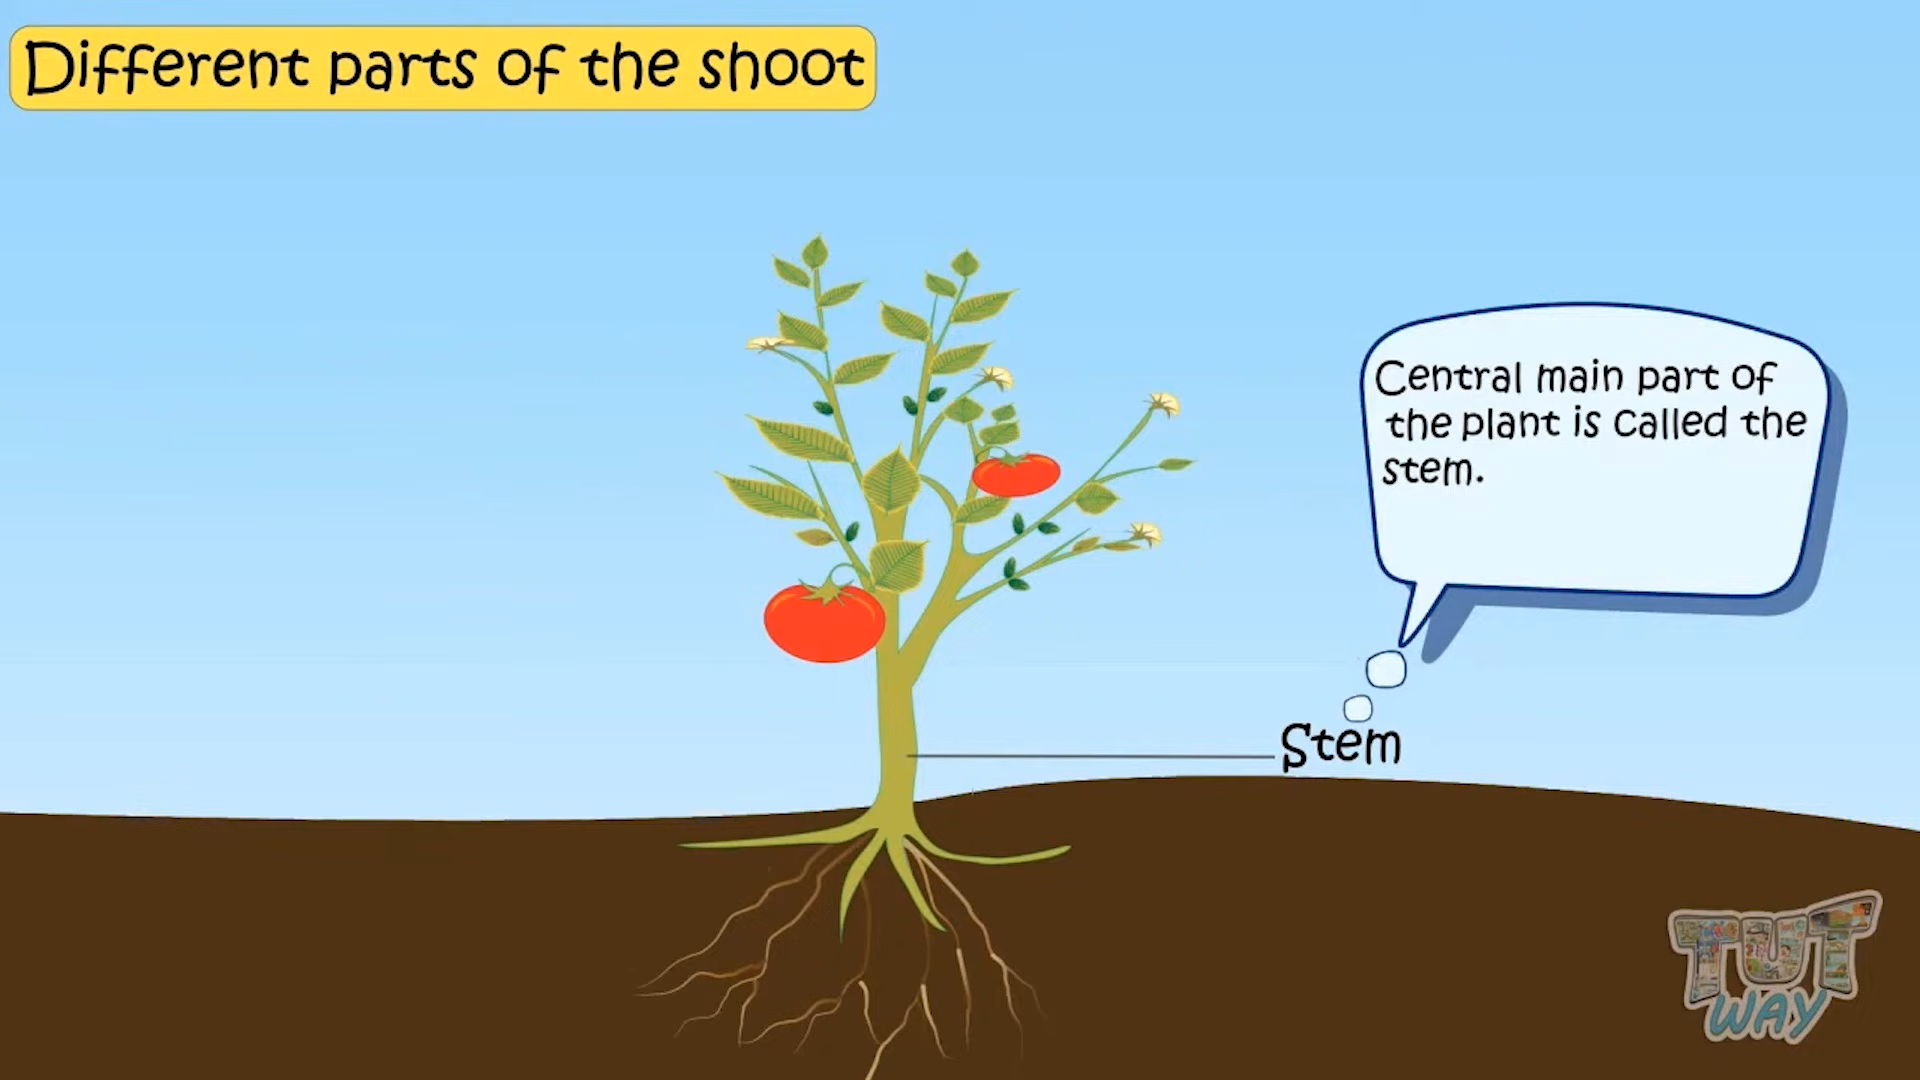 Different parts of the shoot
Central main part of
the plant is called the
stem.
Stem
TUT
WAY